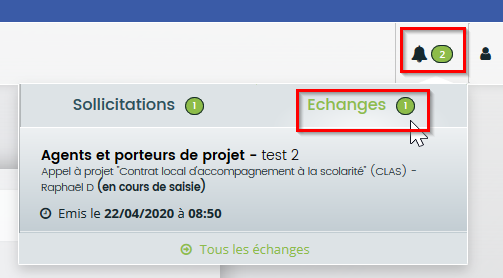 2
Sollicitations 1 Echanges 1
Agents et porteurs de projet - test 2
Appel à projet "Contrat local d'accompagnement à la scolarité" (CLAS) -
Raphaël D (en cours de saisie)
Emis le 22/04/2020 à 08:50
Tous les échanges